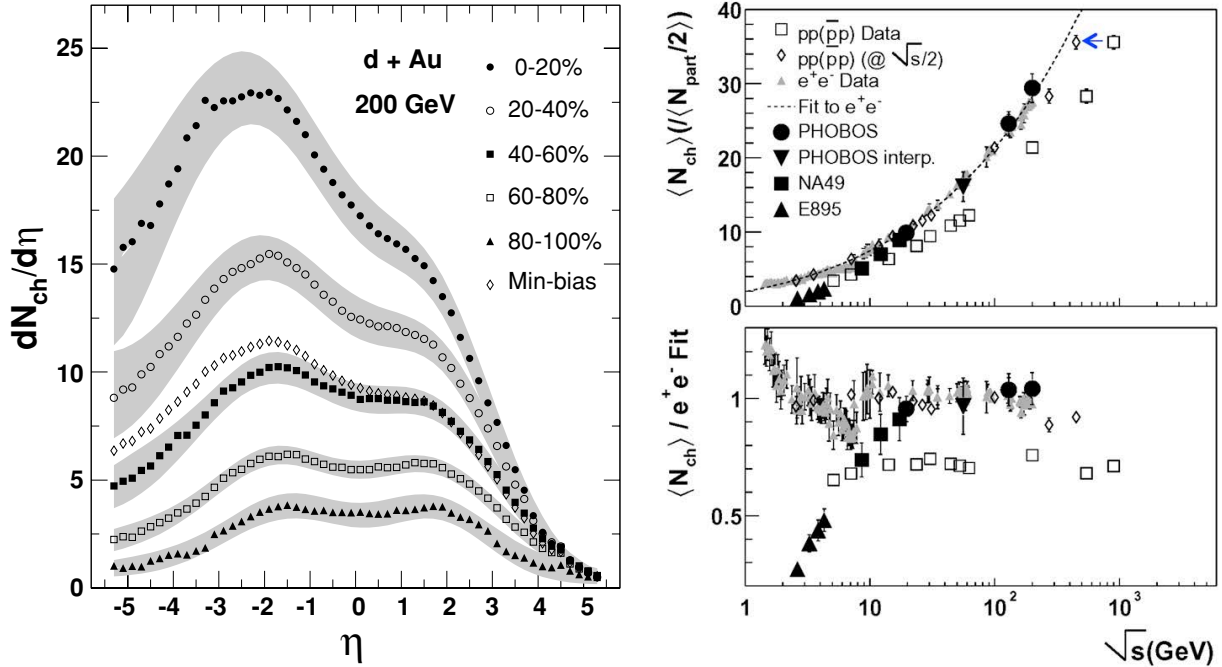 25
20
15
10
5
0
dN_ch/dη
d + Au
200 GeV
0-20%
20-40%
40-60%
60-80%
80-100%
Min-bias
-5 -4 -3 -2 -1 0 1 2 3 4 5
η
⟨N_ch⟩(/⟨N_part/2⟩)
40
30
20
10
0
pp(p̄p) Data
pp(p̄p) (@ √s/2)
e⁺e⁻ Data
Fit to e⁺e⁻
PHOBOS
PHOBOS interp.
NA49
E895
⟨N_ch⟩ / e⁺e⁻ Fit
1
0.5
1 10 10² 10³
√s(GeV)